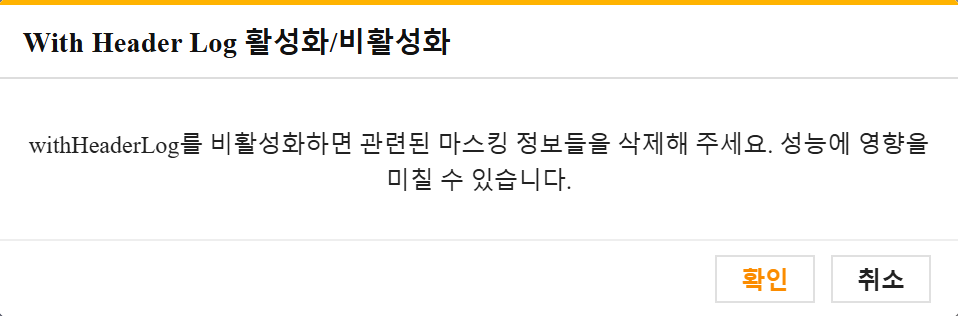 With Header Log 활성화/비활성화
withHeaderLog를 비활성화하면 관련된 마스킹 정보들을 삭제해 주세요. 성능에 영향을
미칠 수 있습니다.
확인 취소